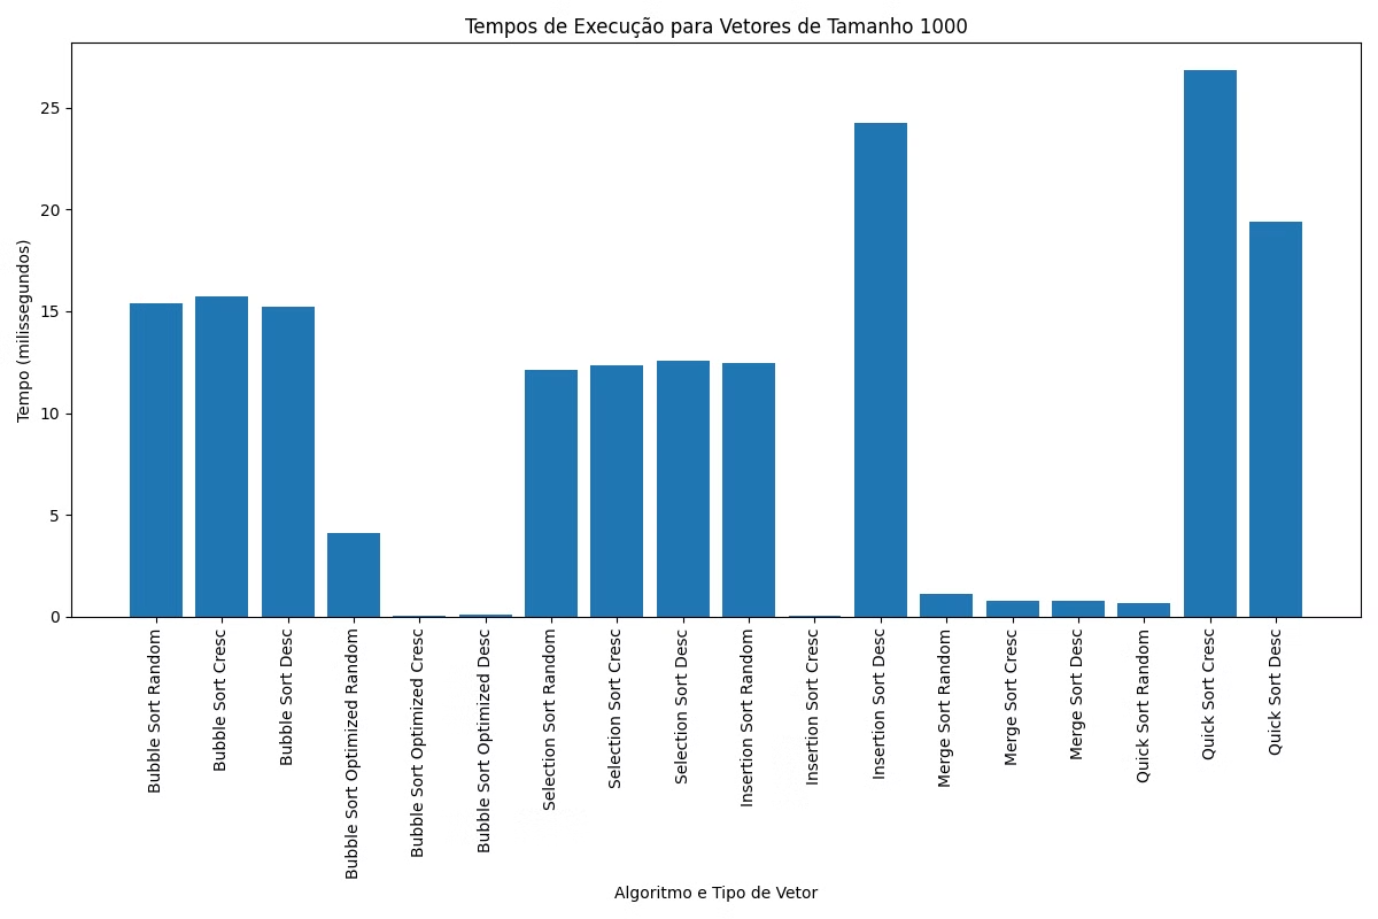 Tempos de Execução para Vetores de Tamanho 1000
Tempo (milissegundos)
25
20
15
10
5
0
Bubble Sort Random
Bubble Sort Cresc
Bubble Sort Desc
Bubble Sort Optimized Random
Bubble Sort Optimized Cresc
Bubble Sort Optimized Desc
Selection Sort Random
Selection Sort Cresc
Selection Sort Desc
Insertion Sort Random
Insertion Sort Cresc
Insertion Sort Desc
Merge Sort Random
Merge Sort Cresc
Merge Sort Desc
Quick Sort Random
Quick Sort Cresc
Quick Sort Desc
Algoritmo e Tipo de Vetor